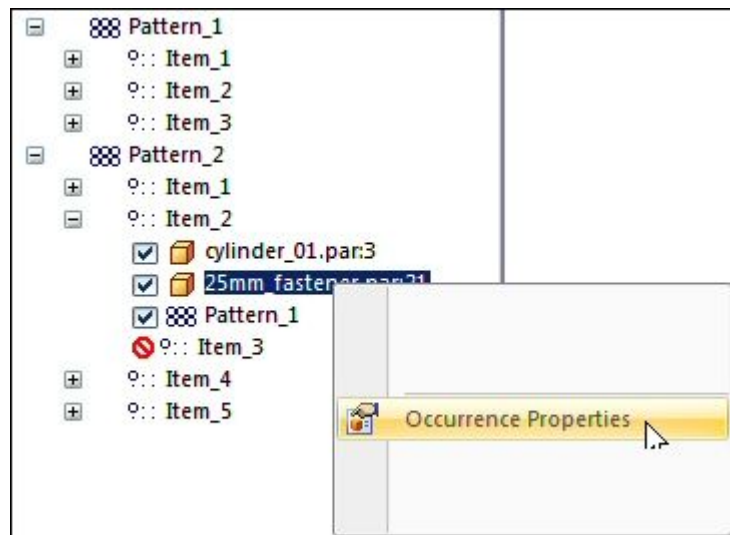 Pattern_1
Item_1
Item_2
Item_3
Pattern_2
Item_1
Item_2
cylinder_01.par:3
25mm_fastener.par:21
Pattern_1
Item_3
Item_4
Item_5
Occurrence Properties